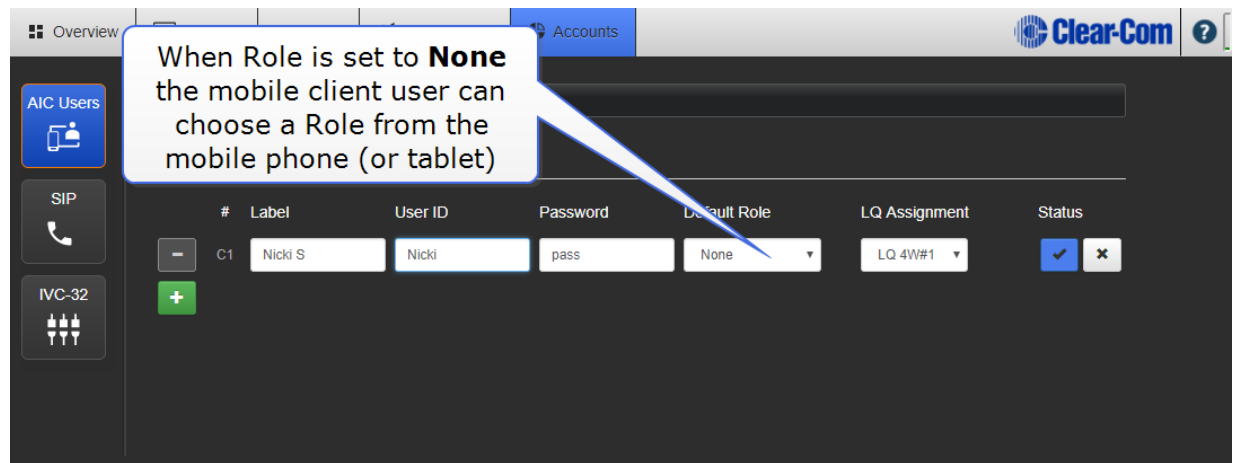 Overview
Accounts
Clear-Com
?
When Role is set to None
the mobile client user can
choose a Role from the
mobile phone (or tablet)
AIC Users
SIP
IVC-32
# Label User ID Password Default Role LQ Assignment Status
C1 Nicki S Nicki pass None LQ 4W#1